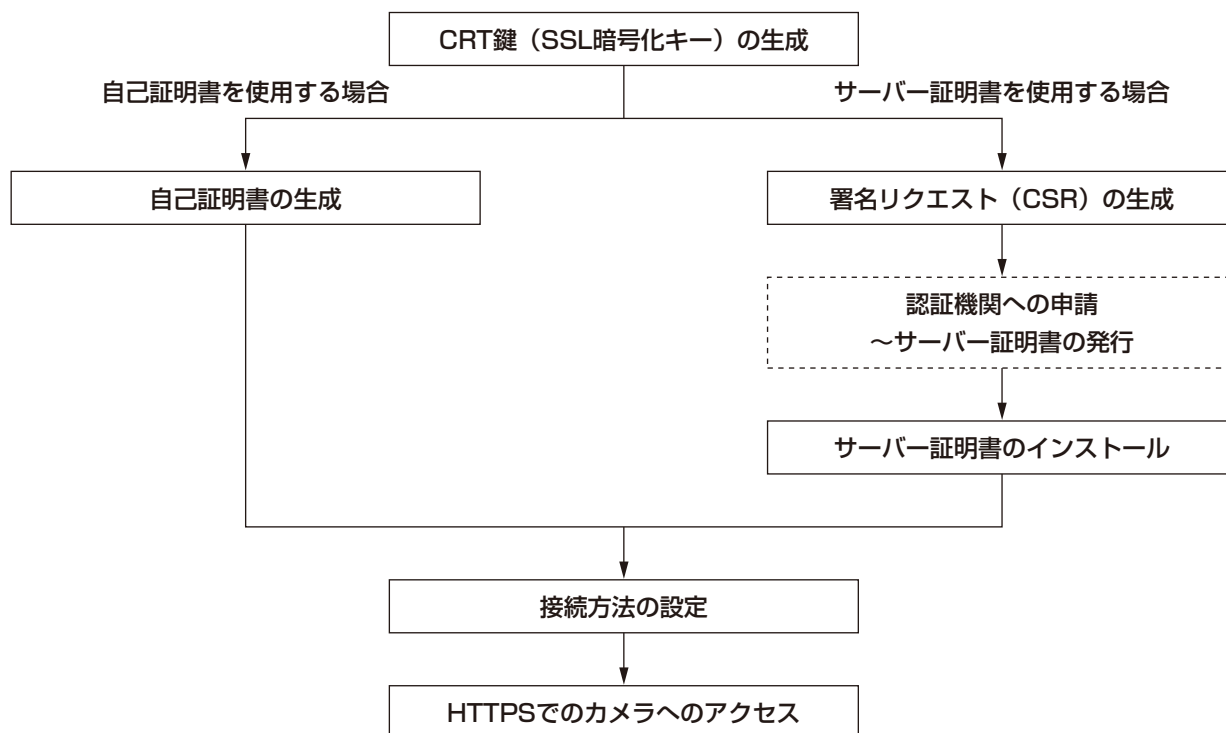 CRT鍵（SSL暗号化キー）の生成
自己証明書を使用する場合
サーバー証明書を使用する場合
自己証明書の生成
署名リクエスト（CSR）の生成
認証機関への申請
～サーバー証明書の発行
サーバー証明書のインストール
接続方法の設定
HTTPSでのカメラへのアクセス